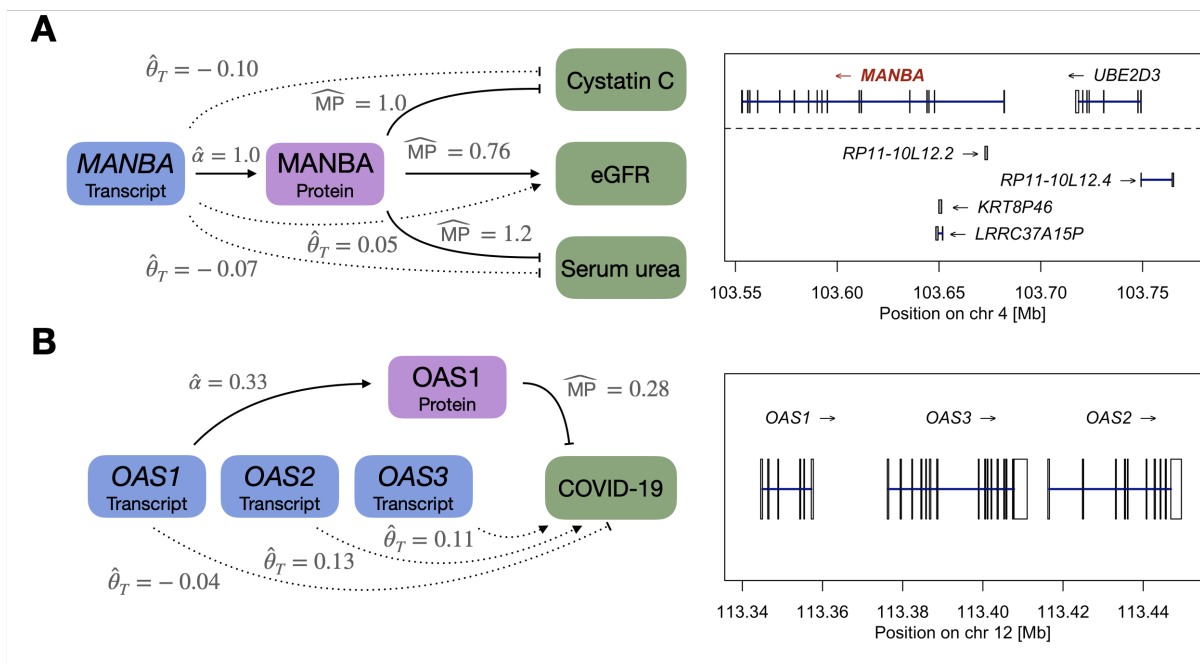 A
θ̂_T = − 0.10
Cystatin C
M̂P = 1.0
MANBA
Transcript
α̂ = 1.0
MANBA
Protein
M̂P = 0.76
eGFR
θ̂_T = 0.05
M̂P = 1.2
θ̂_T = − 0.07
Serum urea
← MANBA
← UBE2D3
RP11-10L12.2 →
RP11-10L12.4 →
← KRT8P46
← LRRC37A15P
103.55 103.60 103.65 103.70 103.75
Position on chr 4 [Mb]
B
α̂ = 0.33
OAS1
Protein
M̂P = 0.28
OAS1
Transcript
OAS2
Transcript
OAS3
Transcript
COVID-19
θ̂_T = 0.11
θ̂_T = 0.13
θ̂_T = − 0.04
OAS1 → OAS3 → OAS2 →
113.34 113.36 113.38 113.40 113.42 113.44
Position on chr 12 [Mb]